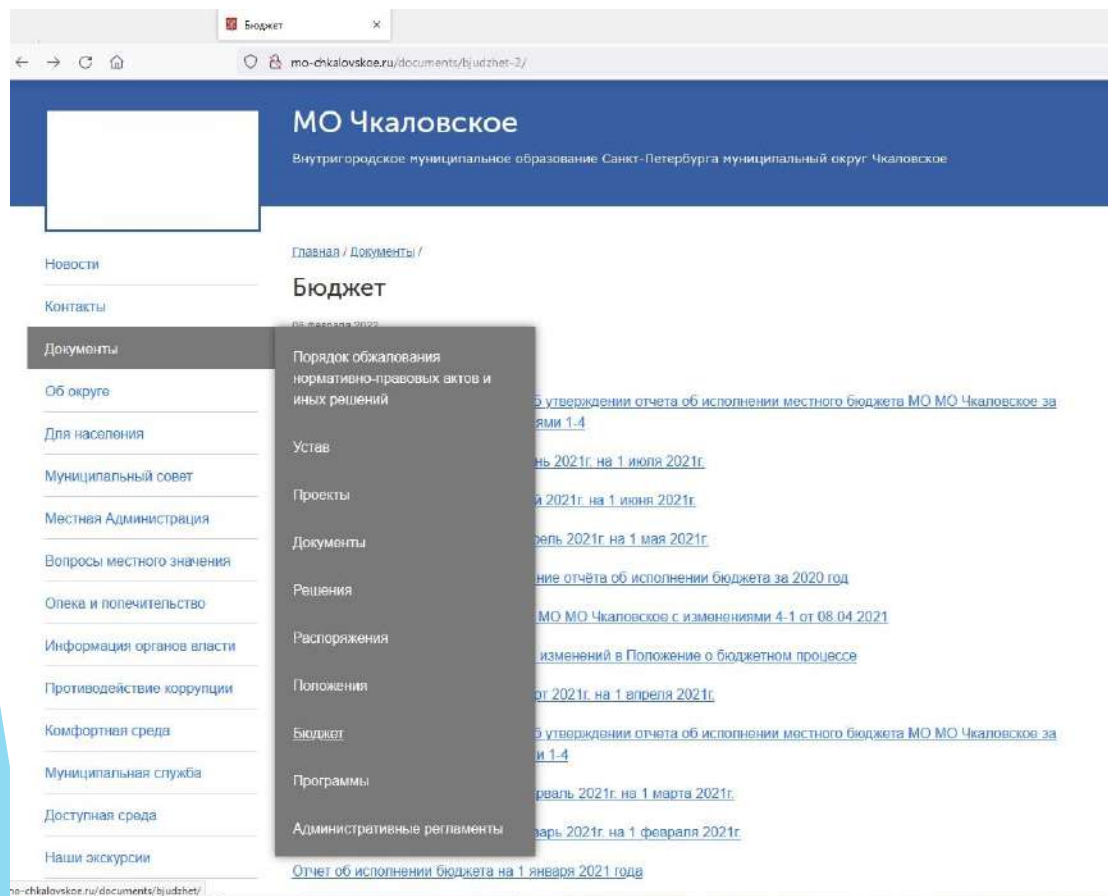 Бюджет
mo-chkalovskoe.ru/documents/bjudzhet-2/
МО Чкаловское
Внутригородское муниципальное образование Санкт-Петербурга муниципальный округ Чкаловское
Главная / Документы /
Бюджет
февраля 2022
Новости
Контакты
Документы
Об округе
Для населения
Муниципальный совет
Местная Администрация
Вопросы местного значения
Опека и попечительство
Информация органов власти
Противодействие коррупции
Комфортная среда
Муниципальная служба
Доступная среда
Наши экскурсии
Порядок обжалования
нормативно-правовых актов и
иных решений
Устав
Проекты
Документы
Решения
Распоряжения
Положения
Бюджет
Программы
Административные регламенты
утверждении отчета об исполнении местного бюджета МО МО Чкаловское за
ями 1-4
нь 2021г. на 1 июля 2021г.
й 2021г. на 1 июня 2021г.
рель 2021г. на 1 мая 2021г.
ние отчёта об исполнении бюджета за 2020 год
МО МО Чкаловское с изменениями 4-1 от 08.04.2021
изменений в Положение о бюджетном процессе
рт 2021г. на 1 апреля 2021г.
утверждении отчета об исполнении местного бюджета МО МО Чкаловское за
и 1-4
враль 2021г. на 1 марта 2021г.
варь 2021г. на 1 февраля 2021г.
Отчет об исполнении бюджета на 1 января 2021 года
mo-chkalovskoe.ru/documents/bjudzhet/